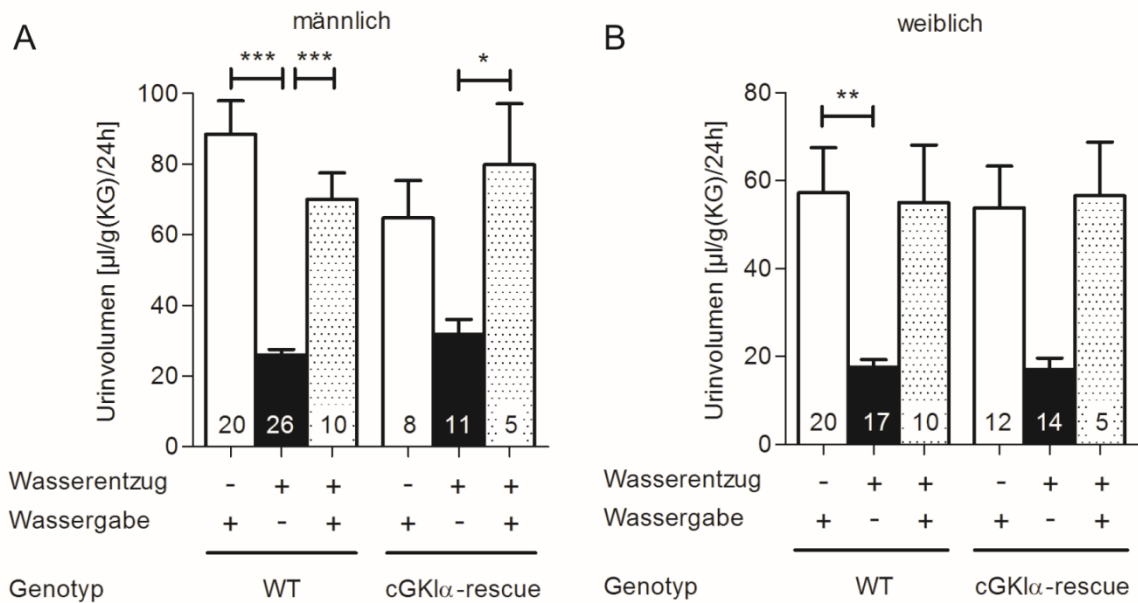 A
männlich
*** *** *
Urinvolumen [µl/g(KG)/24h]
100
80
60
40
20
0
20 26 10 8 11 5
Wasserentzug - + + - + +
Wassergabe + - + + - +
Genotyp WT cGKIα-rescue
B
weiblich
**
Urinvolumen [µl/g(KG)/24h]
80
60
40
20
0
20 17 10 12 14 5
Wasserentzug - + + - + +
Wassergabe + - + + - +
Genotyp WT cGKIα-rescue